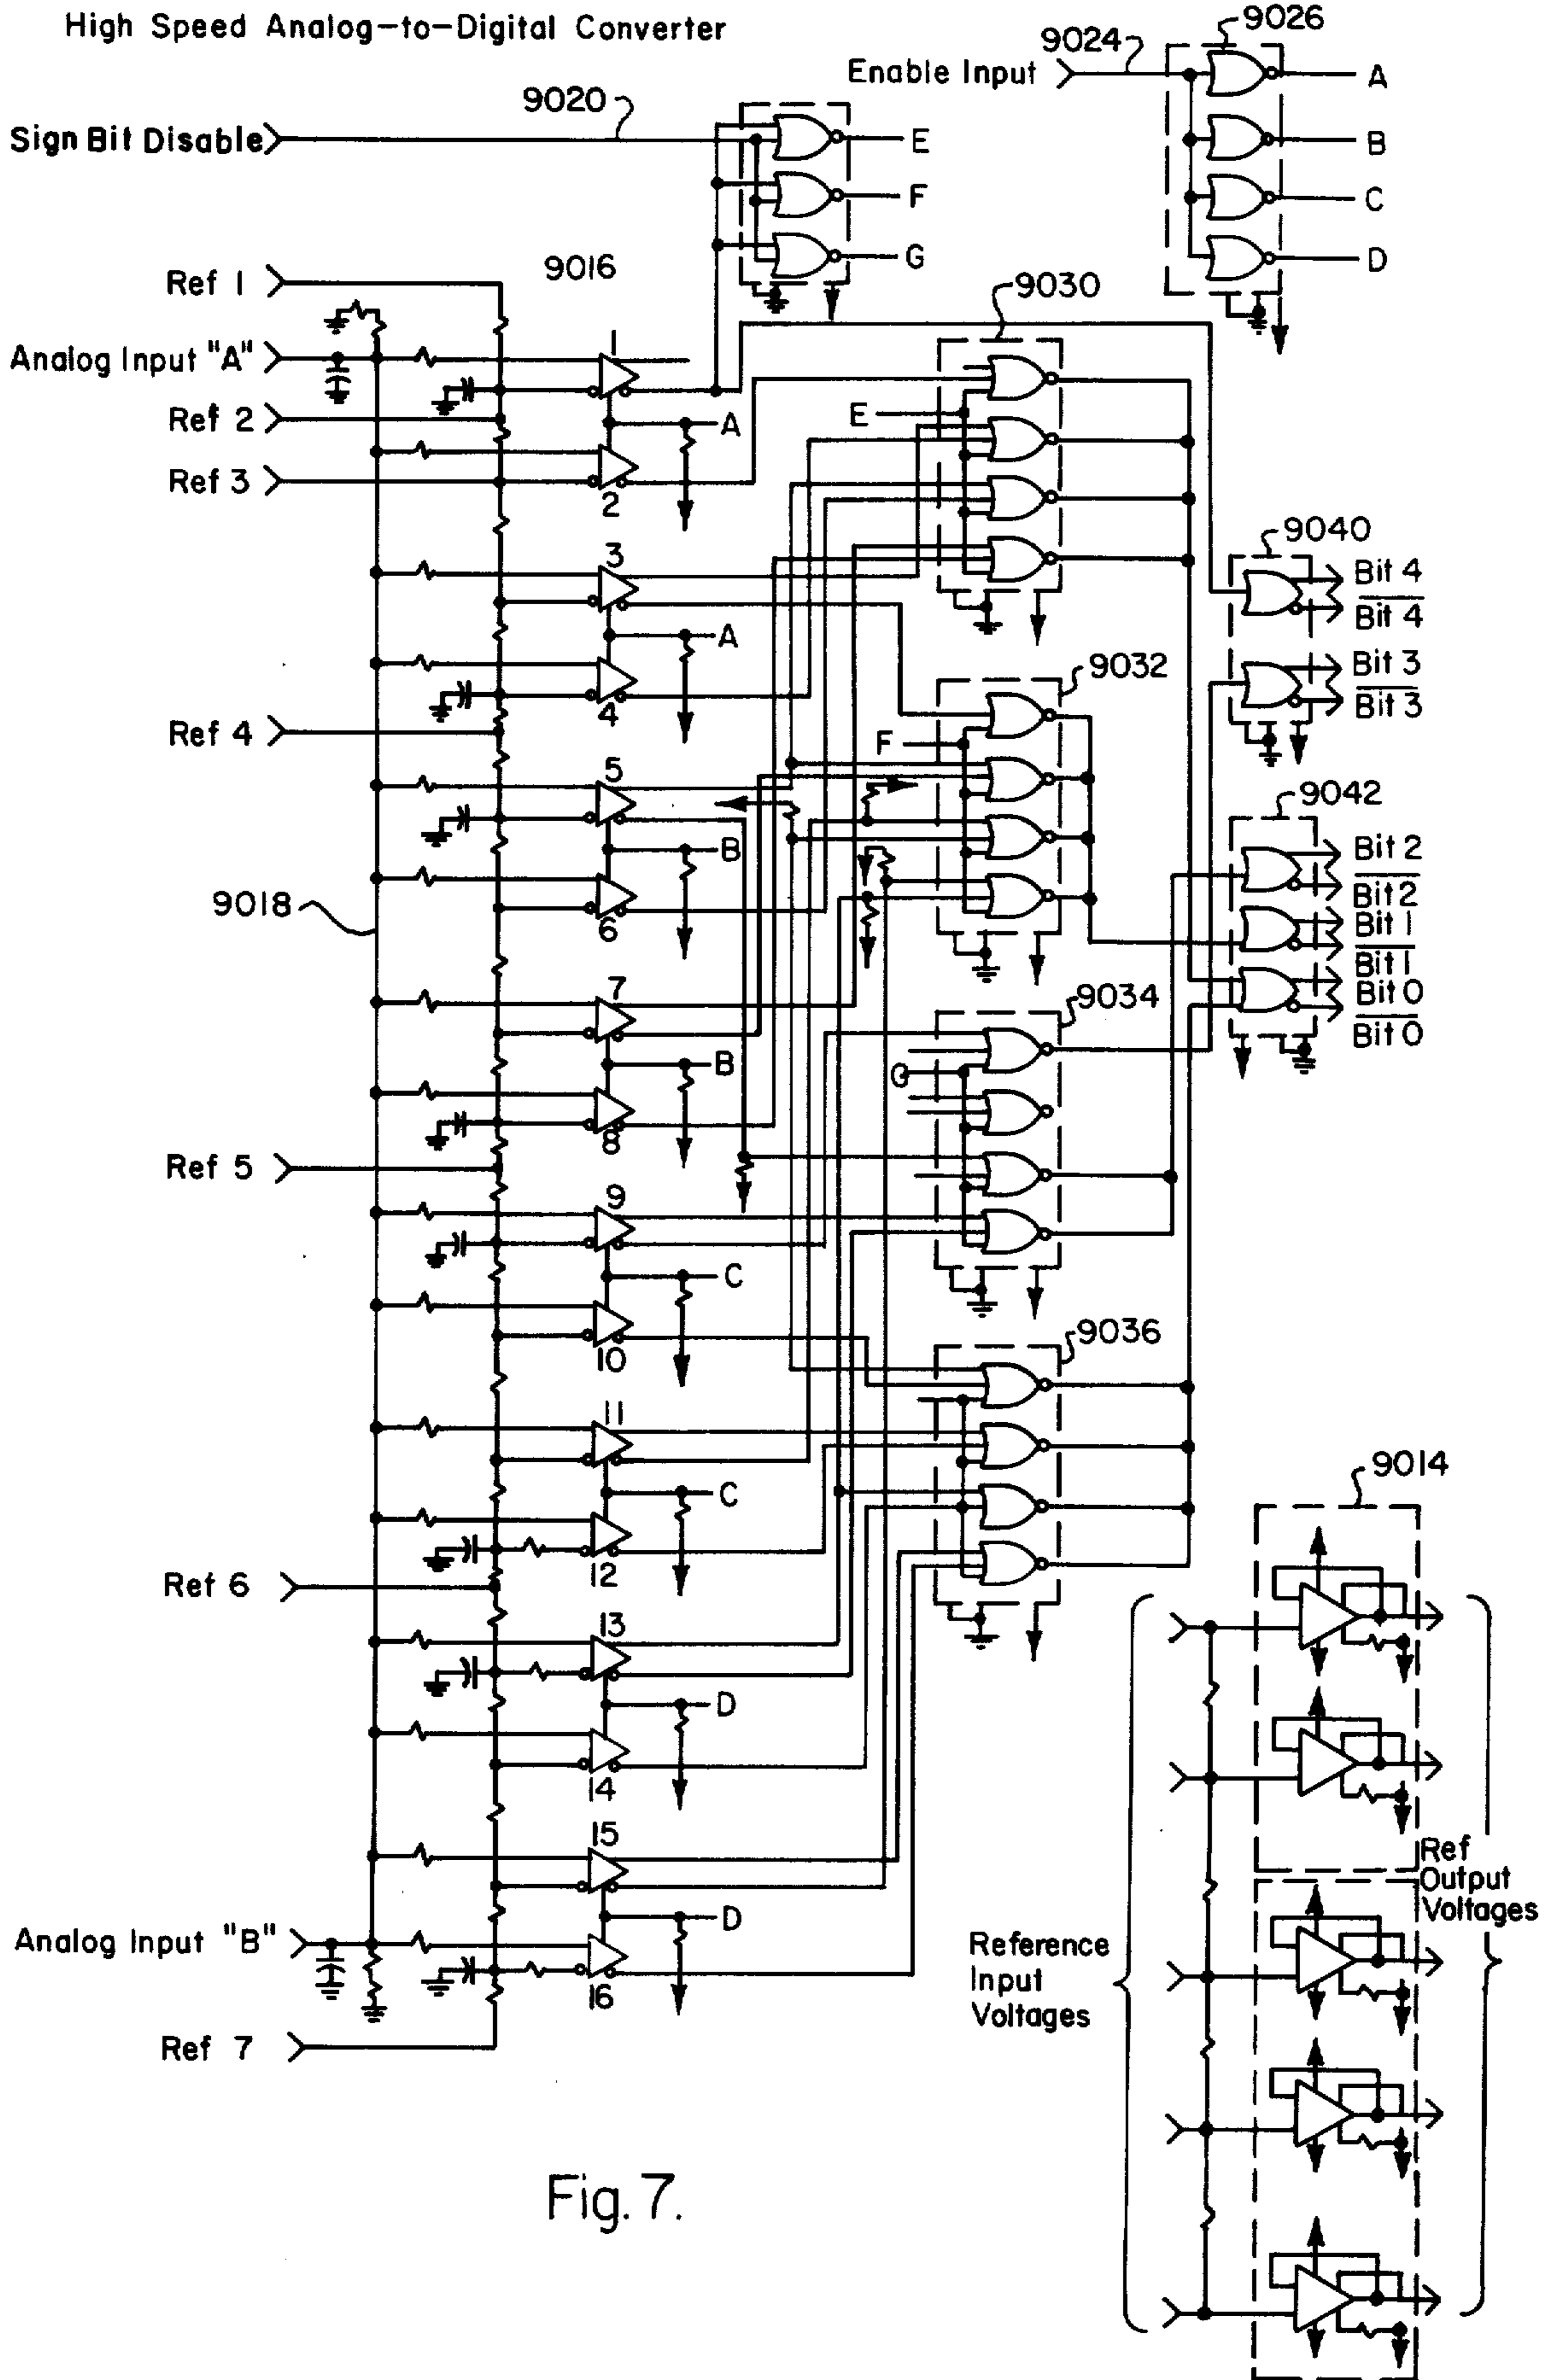 High Speed Analog-to-Digital Converter
9026
9024
Enable Input
A
B
C
D
9020
Sign Bit Disable
E
F
G
Ref 1
9016
Analog Input "A"
Ref 2
Ref 3
1
A
2
3
A
4
Ref 4
5
B
6
9018
7
B
8
Ref 5
9
C
10
11
C
12
Ref 6
13
D
14
15
D
16
Analog Input "B"
Ref 7
9030
E
9032
F
9034
G
9036
9040
Bit 4
Bit 4
Bit 3
Bit 3
9042
Bit 2
Bit 2
Bit 1
Bit 1
Bit 0
Bit 0
9014
Reference
Input
Voltages
Ref
Output
Voltages
Fig. 7.